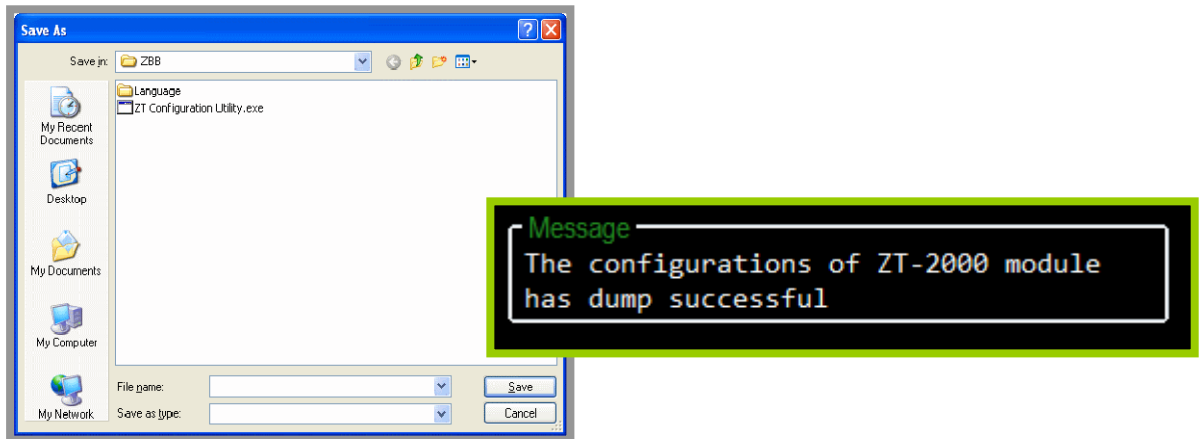 Save As
Save in:
ZBB
Language
ZT Configuration Utility.exe
My Recent
Documents
Desktop
My Documents
My Computer
My Network
File name:
Save
Save as type:
Cancel
Message
The configurations of ZT-2000 module
has dump successful